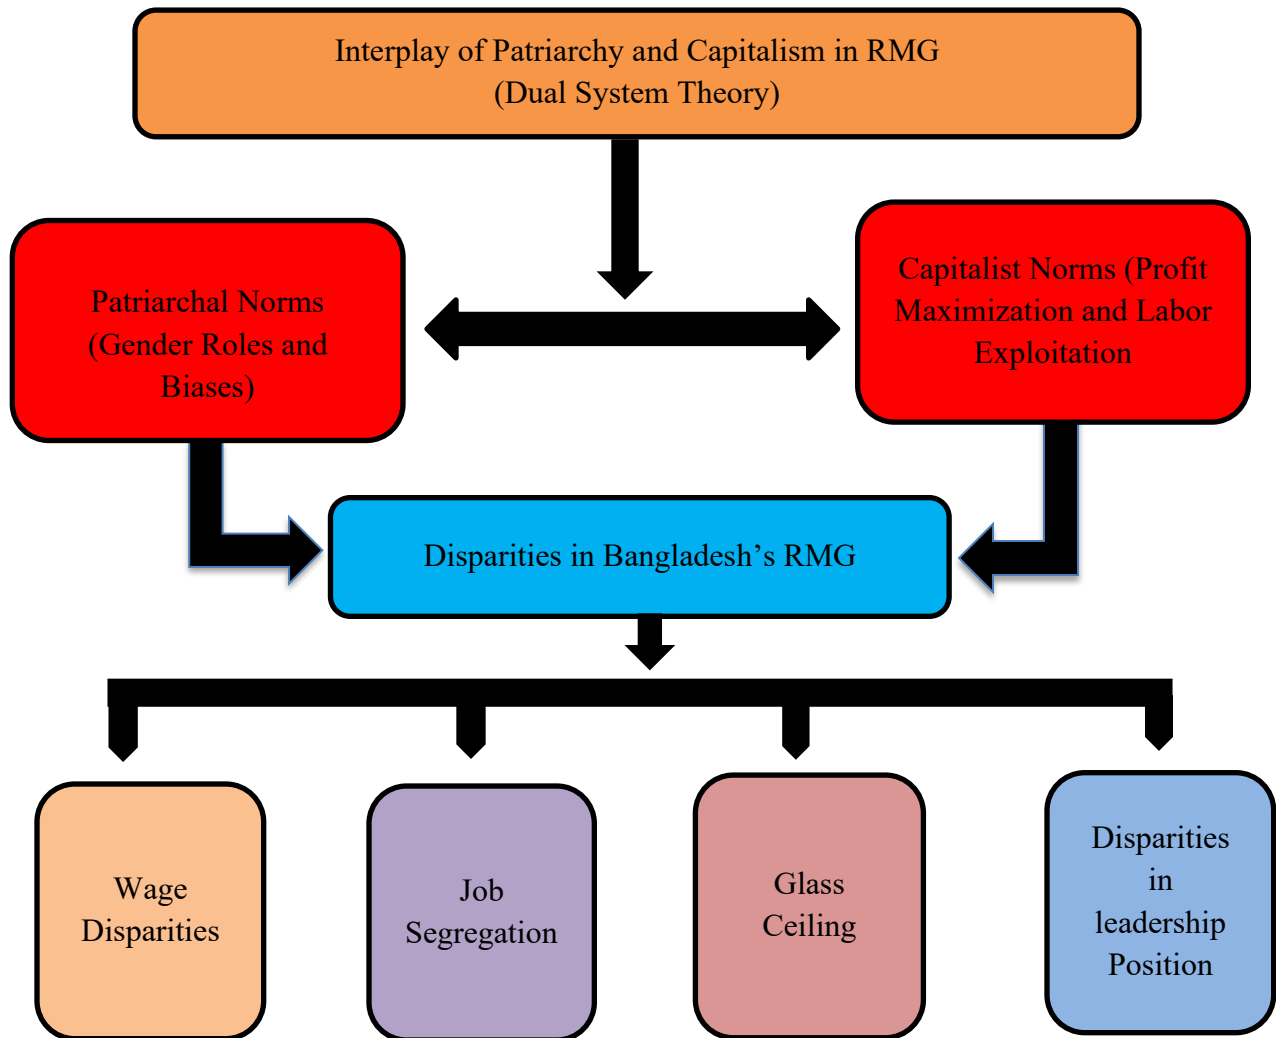 Interplay of Patriarchy and Capitalism in RMG
(Dual System Theory)
Patriarchal Norms
(Gender Roles and
Biases)
Capitalist Norms (Profit
Maximization and Labor
Exploitation
Disparities in Bangladesh’s RMG
Wage
Disparities
Job
Segregation
Glass
Ceiling
Disparities
in
leadership
Position